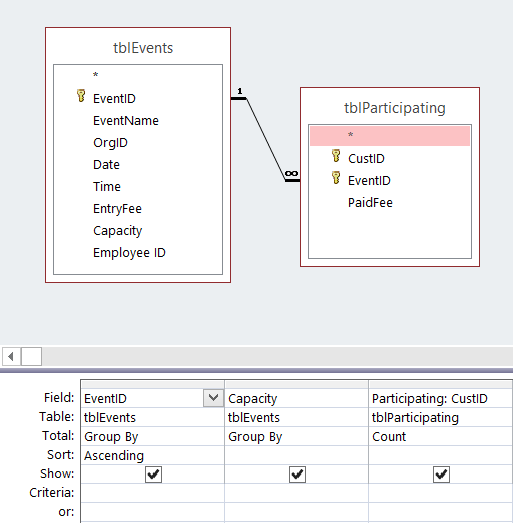 tblEvents
*
EventID
EventName
OrgID
Date
Time
EntryFee
Capacity
Employee ID
1
∞
tblParticipating
*
CustID
EventID
PaidFee
Field: EventID Capacity Participating: CustID
Table: tblEvents tblEvents tblParticipating
Total: Group By Group By Count
Sort: Ascending
Show:
Criteria:
or: